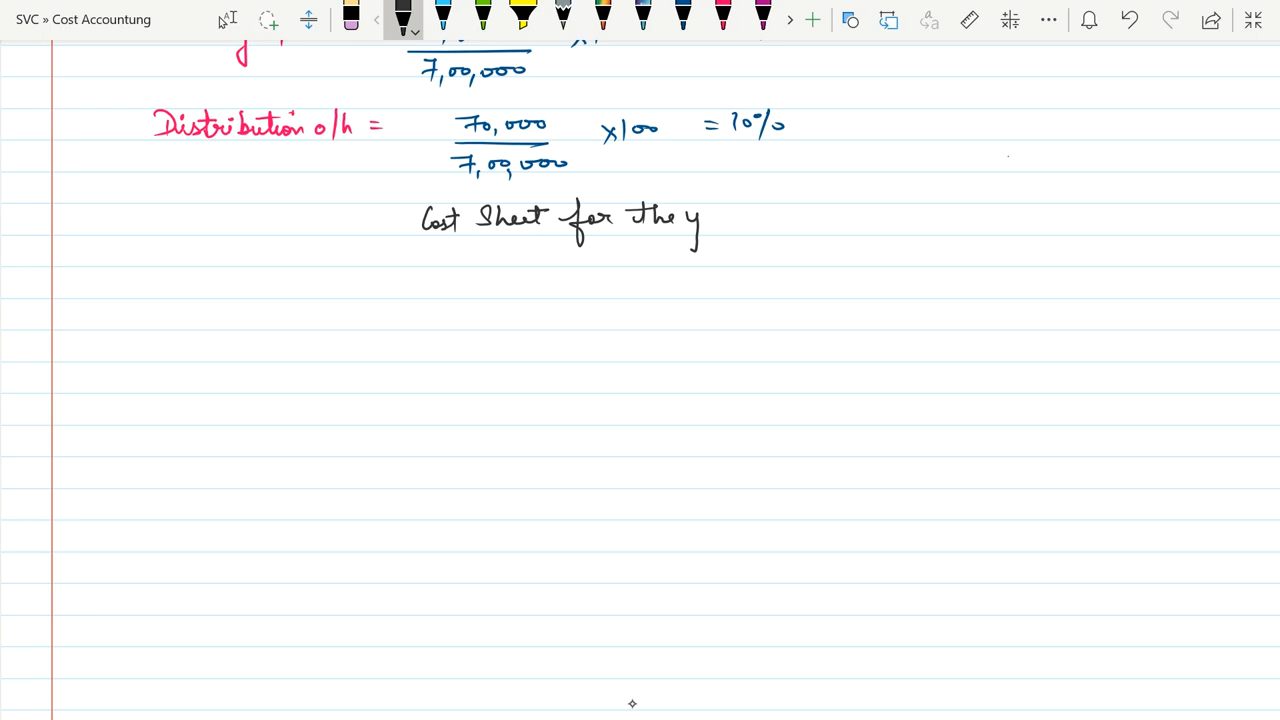 SVC » Cost Accountung
7,00,000
Distribution o/h = 70,000 / 7,00,000 x100 = 10%
Cost Sheet for the y